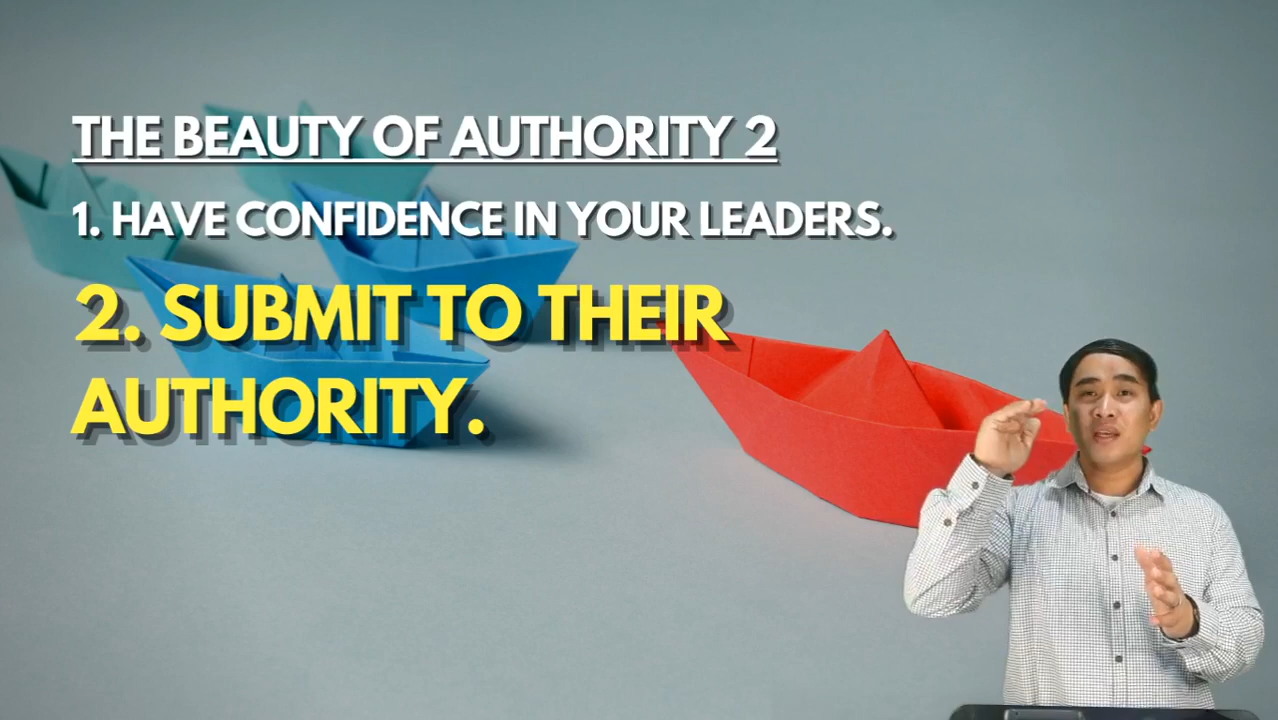 THE BEAUTY OF AUTHORITY 2
1. HAVE CONFIDENCE IN YOUR LEADERS.
2. SUBMIT TO THEIR
AUTHORITY.